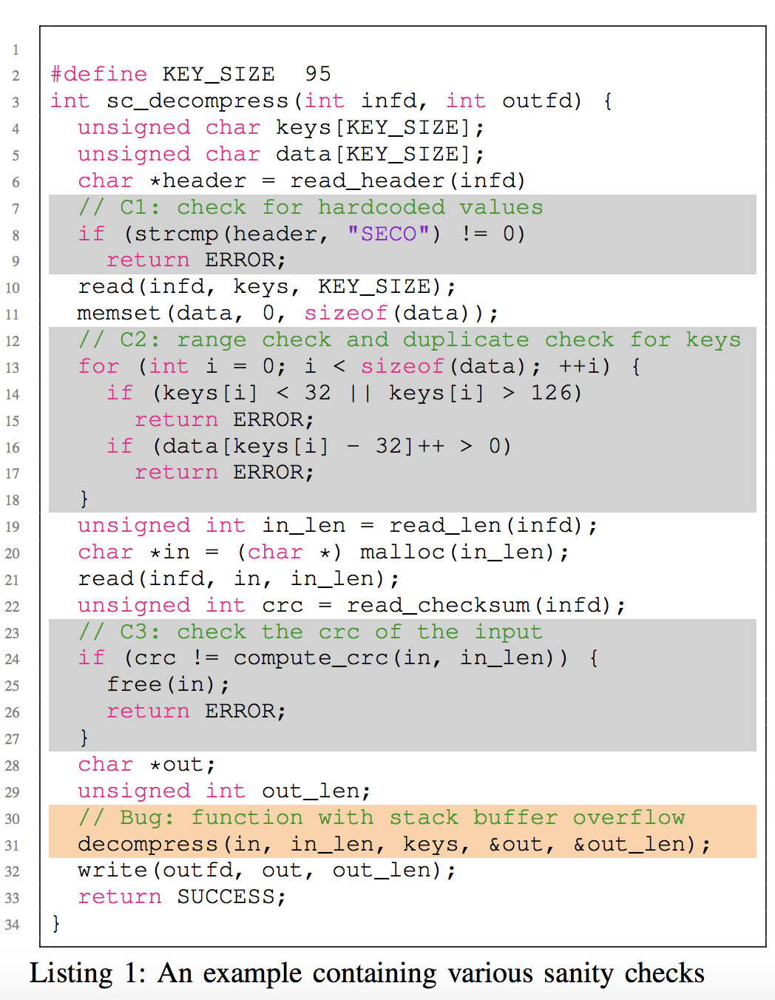 1
2 #define KEY_SIZE  95
3 int sc_decompress(int infd, int outfd) {
4   unsigned char keys[KEY_SIZE];
5   unsigned char data[KEY_SIZE];
6   char *header = read_header(infd)
7   // C1: check for hardcoded values
8   if (strcmp(header, "SECO") != 0)
9     return ERROR;
10   read(infd, keys, KEY_SIZE);
11   memset(data, 0, sizeof(data));
12   // C2: range check and duplicate check for keys
13   for (int i = 0; i < sizeof(data); ++i) {
14     if (keys[i] < 32 || keys[i] > 126)
15       return ERROR;
16     if (data[keys[i] - 32]++ > 0)
17       return ERROR;
18   }
19   unsigned int in_len = read_len(infd);
20   char *in = (char *) malloc(in_len);
21   read(infd, in, in_len);
22   unsigned int crc = read_checksum(infd);
23   // C3: check the crc of the input
24   if (crc != compute_crc(in, in_len)) {
25     free(in);
26     return ERROR;
27   }
28   char *out;
29   unsigned int out_len;
30   // Bug: function with stack buffer overflow
31   decompress(in, in_len, keys, &out, &out_len);
32   write(outfd, out, out_len);
33   return SUCCESS;
34 }
Listing 1: An example containing various sanity checks